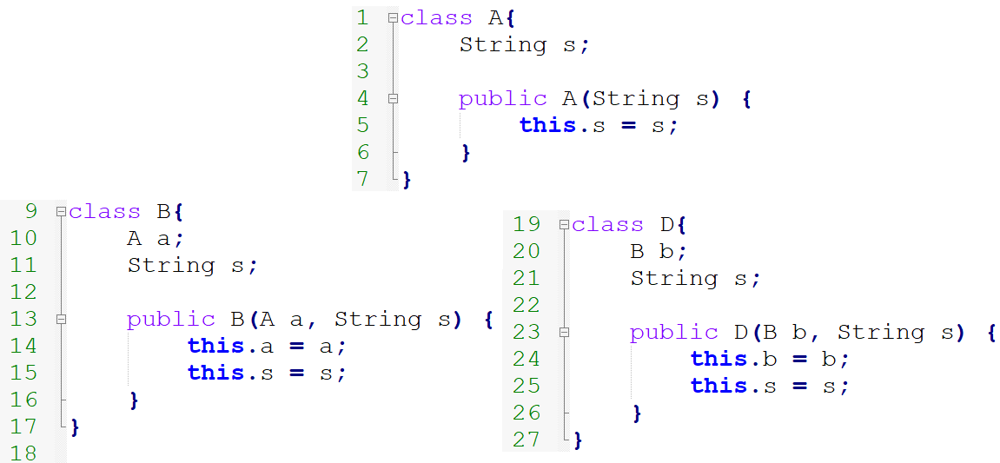 1 class A{
2 String s;
3
4 public A(String s) {
5 this.s = s;
6 }
7 }
9 class B{
10 A a;
11 String s;
12
13 public B(A a, String s) {
14 this.a = a;
15 this.s = s;
16 }
17 }
18
19 class D{
20 B b;
21 String s;
22
23 public D(B b, String s) {
24 this.b = b;
25 this.s = s;
26 }
27 }